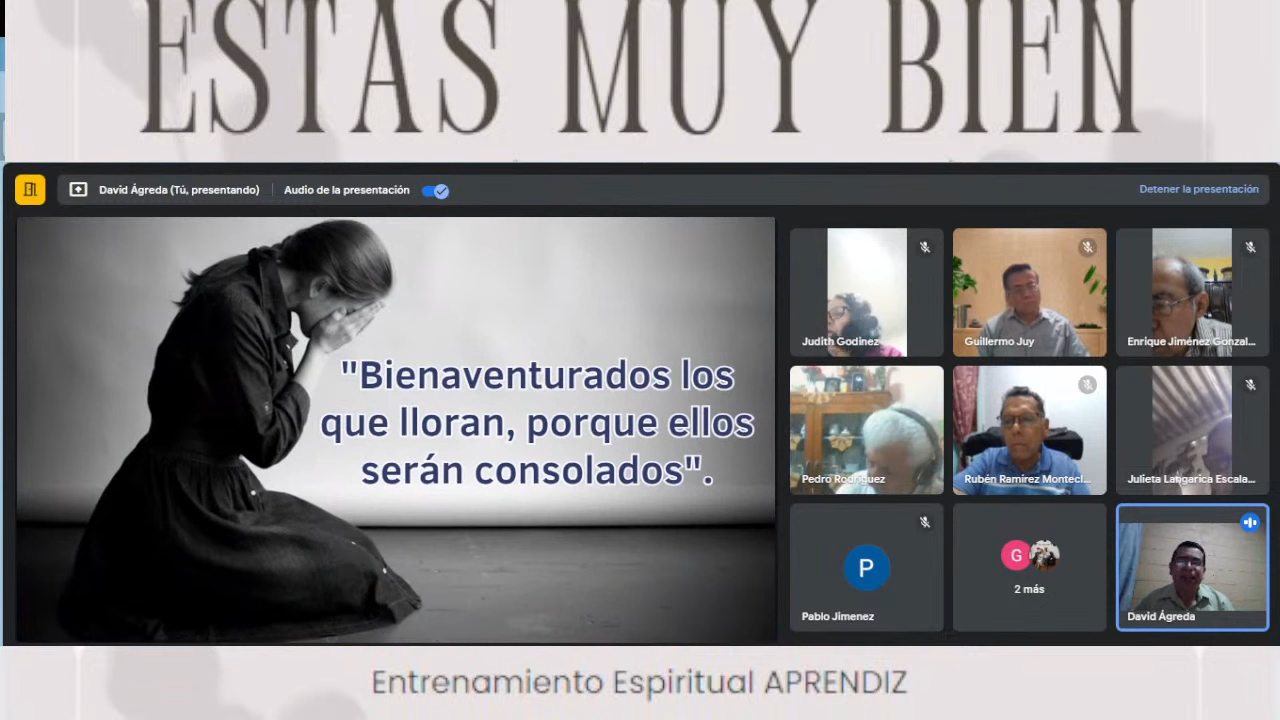 ESTAS MUY BIEN
David Ágreda (Tú, presentando)
Audio de la presentación
Detener la presentación
"Bienaventurados los
que lloran, porque ellos
serán consolados".
Judith Godinez
Guillermo Juy
Enrique Jiménez Gonzal...
Pedro Rodriguez
Rubén Ramírez Montecl...
Julieta Langarica Escala...
P
Pablo Jimenez
G
2 más
David Ágreda
Entrenamiento Espiritual APRENDIZ